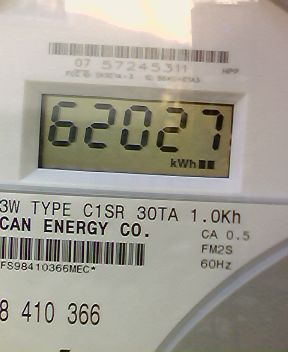 07 57245311
62027
kWh
3W TYPE C1SR 30TA 1.0Kh
CAN ENERGY CO.
CA 0.5
FM2S
60Hz
FS98410366MEC*
8 410 366